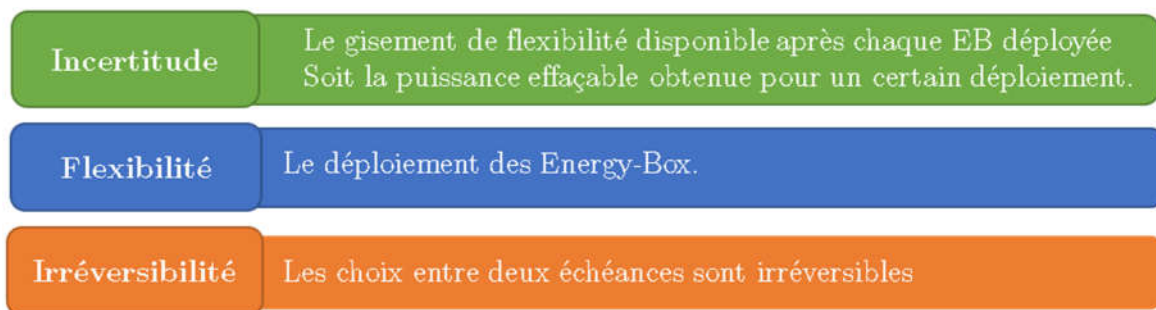 Incertitude
Le gisement de flexibilité disponible après chaque EB déployée
Soit la puissance effaçable obtenue pour un certain déploiement.
Flexibilité
Le déploiement des Energy-Box.
Irréversibilité
Les choix entre deux échéances sont irréversibles